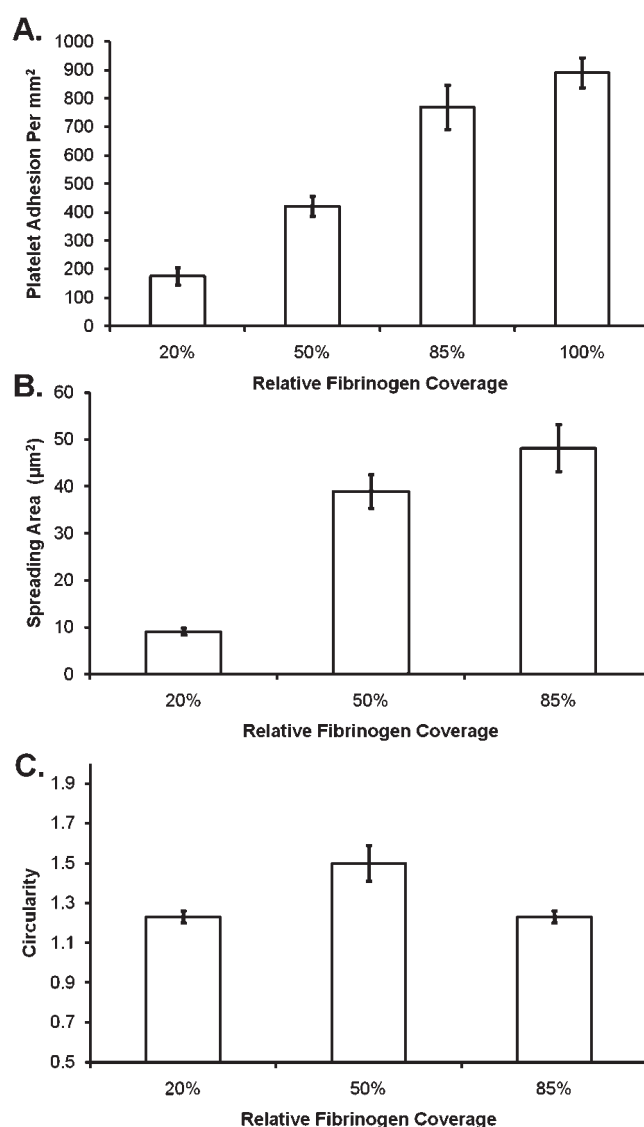 A.
Platelet Adhesion Per mm²
1000
900
800
700
600
500
400
300
200
100
0
20% 50% 85% 100%
Relative Fibrinogen Coverage
B.
Spreading Area (µm²)
60
50
40
30
20
10
0
20% 50% 85%
Relative Fibrinogen Coverage
C.
Circularity
1.9
1.7
1.5
1.3
1.1
0.9
0.7
0.5
20% 50% 85%
Relative Fibrinogen Coverage